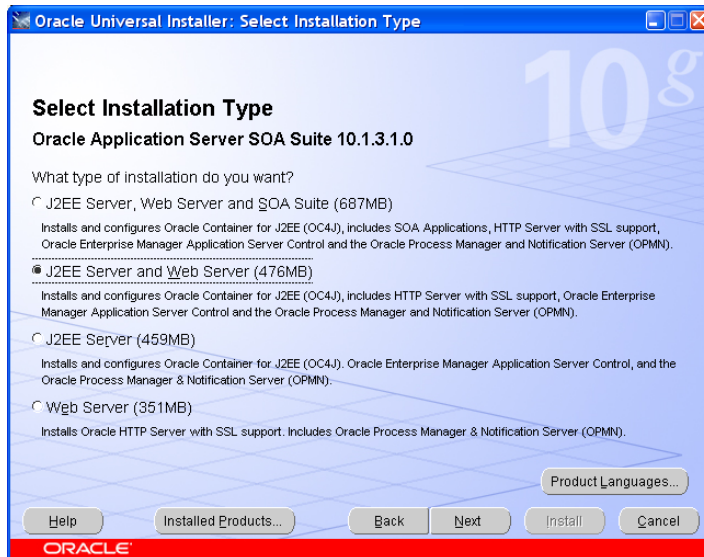 Oracle Universal Installer: Select Installation Type
10g
Select Installation Type
Oracle Application Server SOA Suite 10.1.3.1.0
What type of installation do you want?
J2EE Server, Web Server and SOA Suite (687MB)
Installs and configures Oracle Container for J2EE (OC4J), includes SOA Applications, HTTP Server with SSL support,
Oracle Enterprise Manager Application Server Control and the Oracle Process Manager and Notification Server (OPMN).
J2EE Server and Web Server (476MB)
Installs and configures Oracle Container for J2EE (OC4J), includes HTTP Server with SSL support, Oracle Enterprise
Manager Application Server Control and the Oracle Process Manager and Notification Server (OPMN).
J2EE Server (459MB)
Installs and configures Oracle Container for J2EE (OC4J). Oracle Enterprise Manager Application Server Control, and the
Oracle Process Manager & Notification Server (OPMN).
Web Server (351MB)
Installs Oracle HTTP Server with SSL support. Includes Oracle Process Manager & Notification Server (OPMN).
Product Languages...
Help Installed Products... Back Next Install Cancel
ORACLE